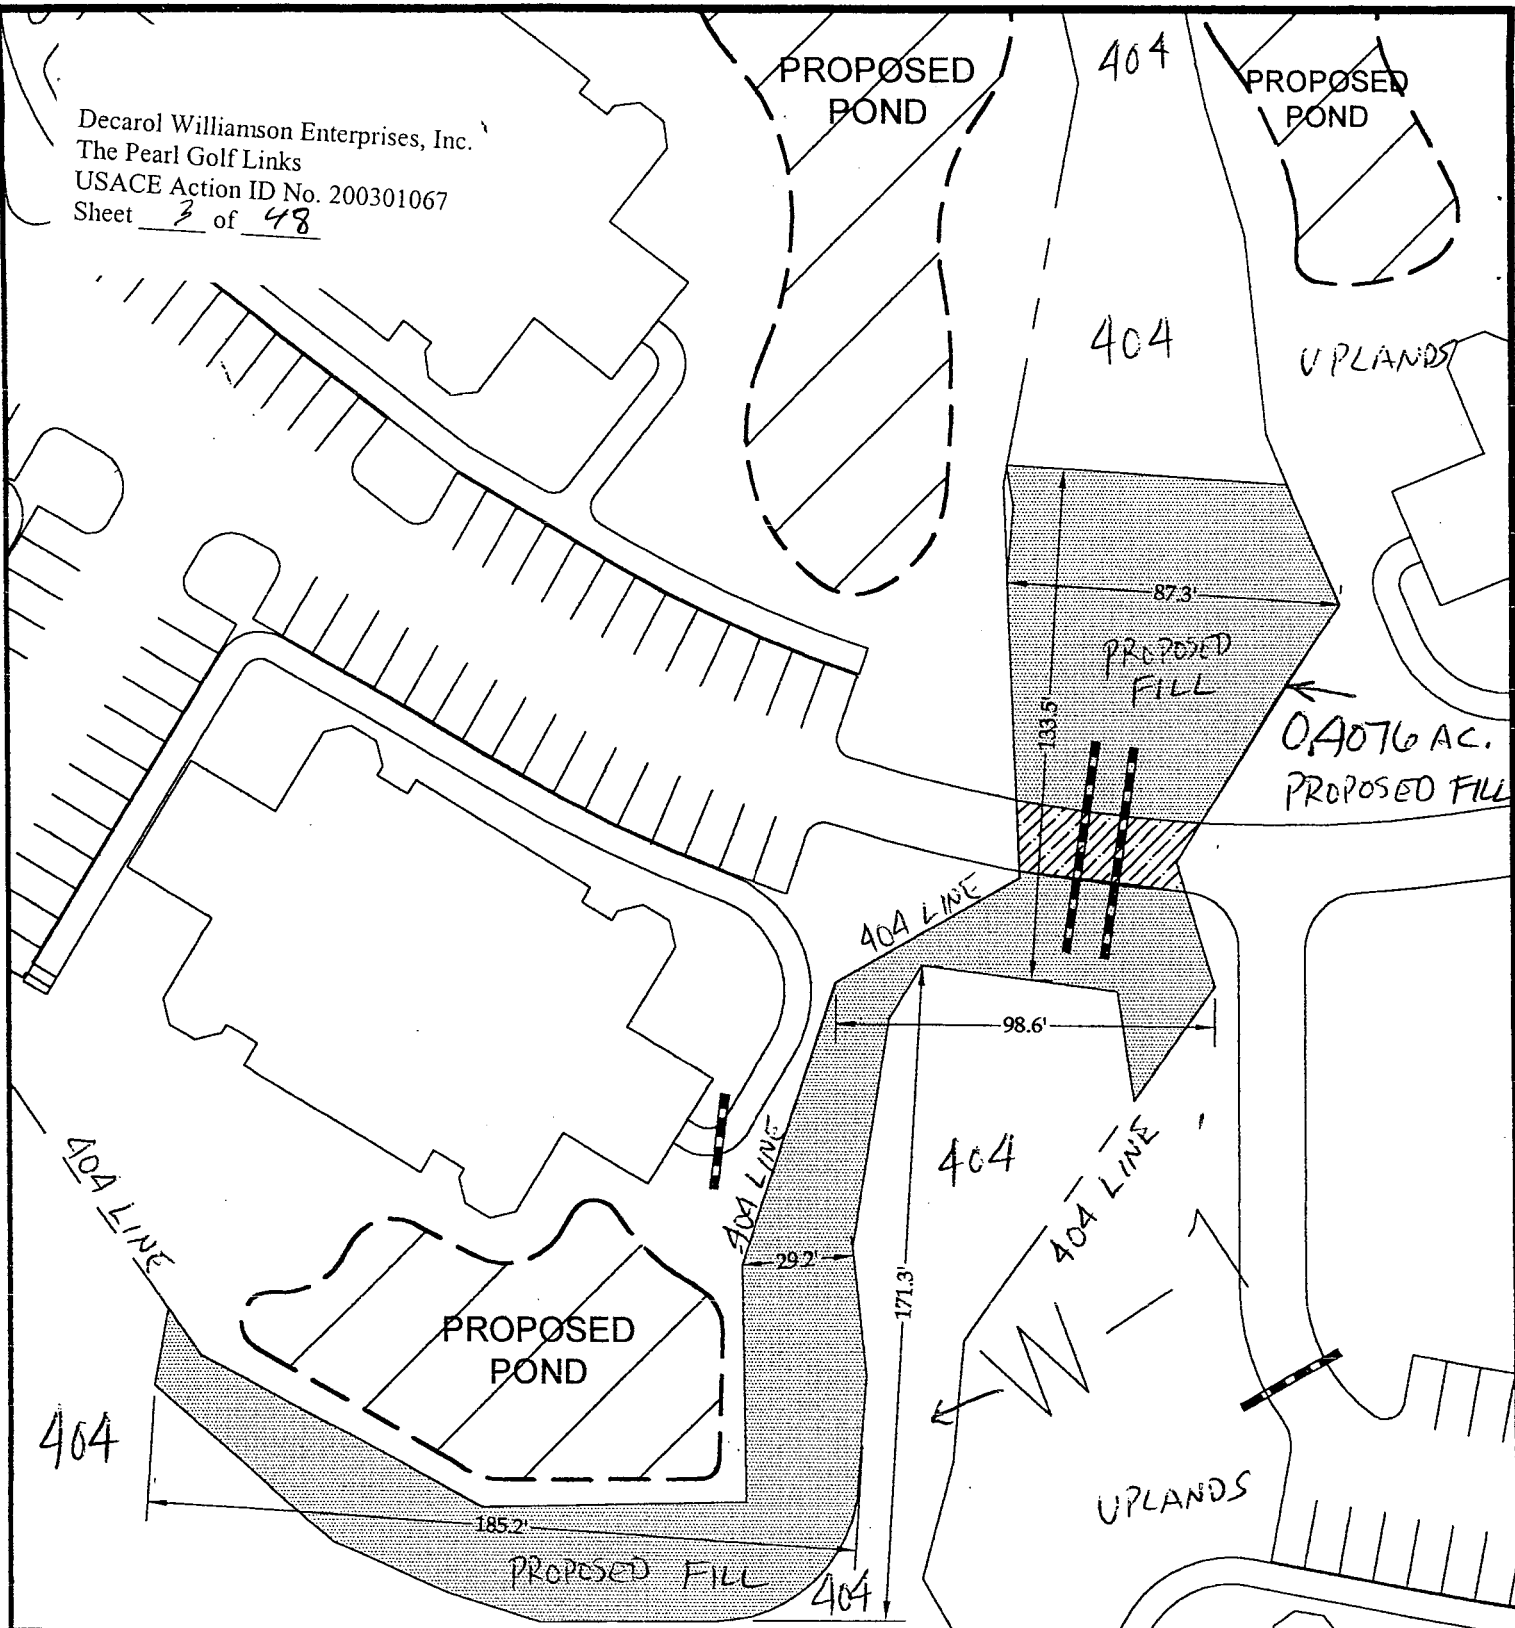 Decarol Williamson Enterprises, Inc.
The Pearl Golf Links
USACE Action ID No. 200301067
Sheet 3 of 48
PROPOSED
POND
404
PROPOSED
POND
404
UPLANDS
87.3'
PROPOSED
FILL
133.5'
0.4076 AC.
PROPOSED FILL
404 LINE
98.6'
404 LINE
404
404 LINE
404 LINE
29.2'
171.3'
W-1
PROPOSED
POND
404
UPLANDS
185.2'
PROPOSED FILL
404